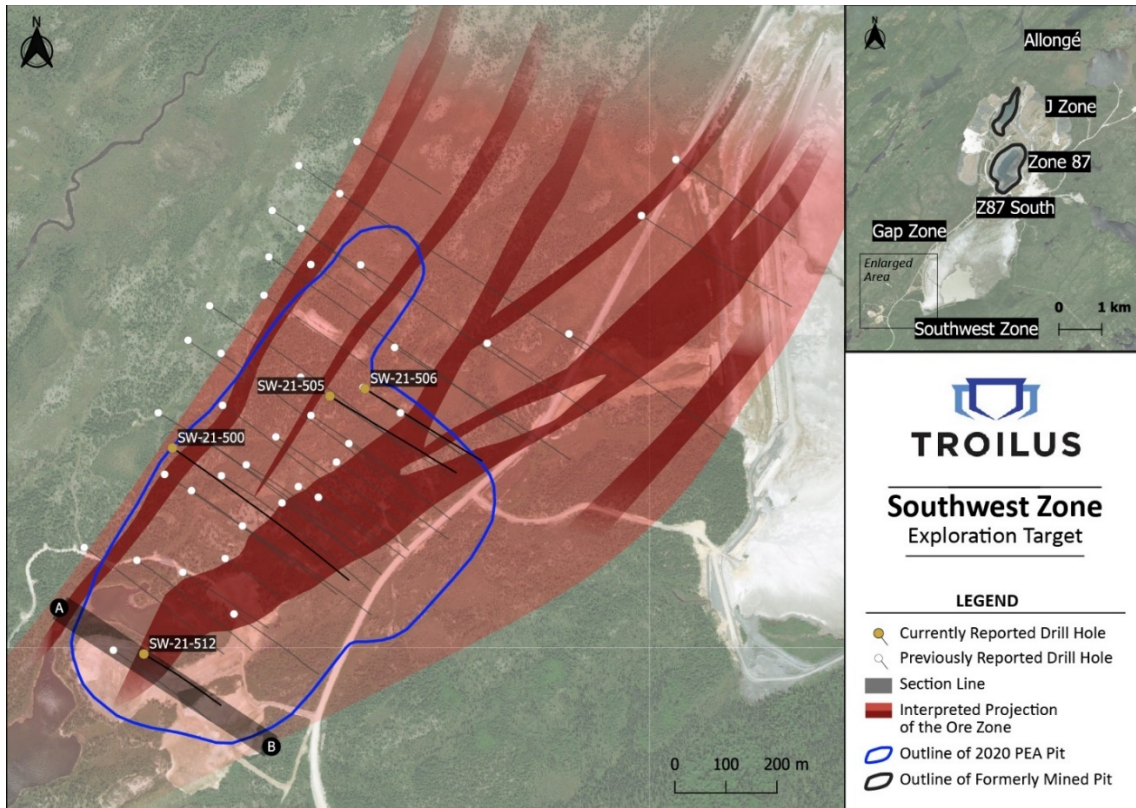 N
SW-21-505
SW-21-506
SW-21-500
SW-21-512
A
B
0 100 200 m
N
Allongé
J Zone
Zone 87
Z87 South
Gap Zone
Enlarged
Area
0 1 km
Southwest Zone
TROILUS
Southwest Zone
Exploration Target
LEGEND
Currently Reported Drill Hole
Previously Reported Drill Hole
Section Line
Interpreted Projection
of the Ore Zone
Outline of 2020 PEA Pit
Outline of Formerly Mined Pit